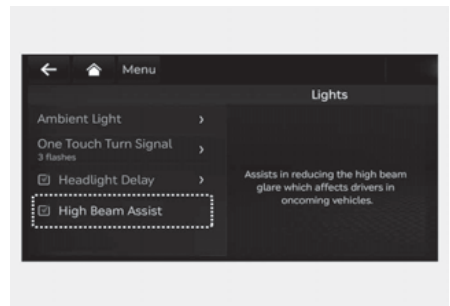 Menu
Lights
Ambient Light
One Touch Turn Signal
3 flashes
Headlight Delay
High Beam Assist
Assists in reducing the high beam
glare which affects drivers in
oncoming vehicles.